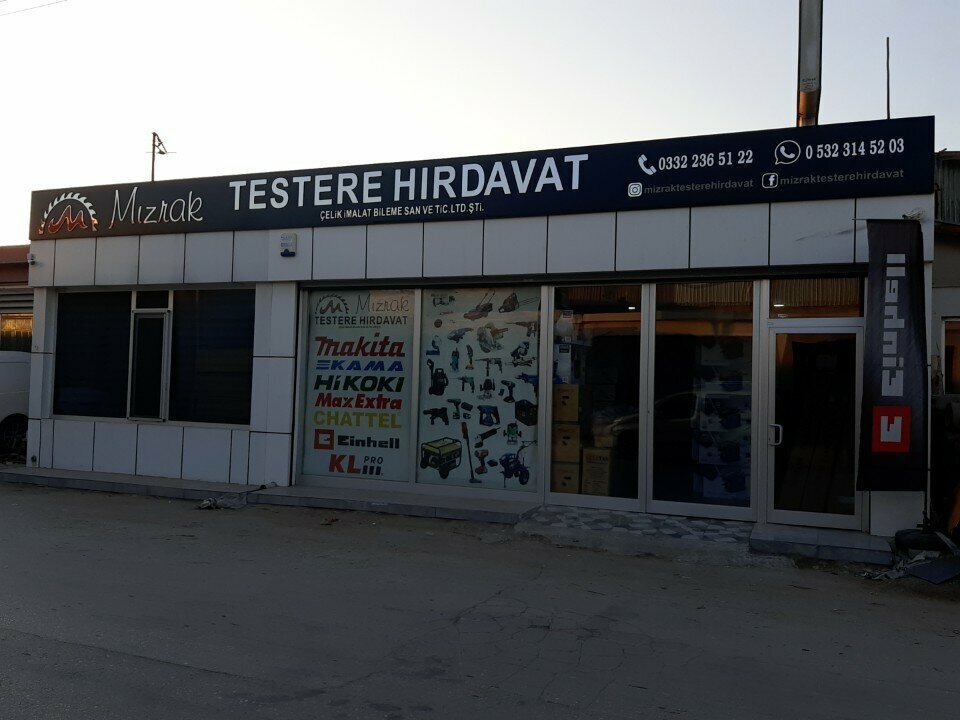 Mızrak TESTERE HIRDAVAT
ÇELİK İMALAT BİLEME SAN VE TİC.LTD.ŞTİ.
0332 236 51 22
0 532 314 52 03
mizraktesterehirdavat
mizraktesterehirdavat
Mızrak
TESTERE HIRDAVAT
makita
EKAMA
HiKOKI
Max Extra
CHATTEL
Einhell
KL PRO
Einhell